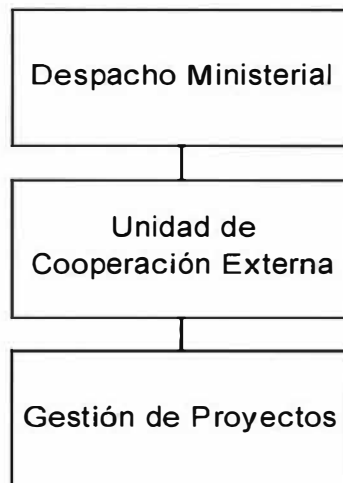 Despacho Ministerial
Unidad de
Cooperación Externa
Gestión de Proyectos